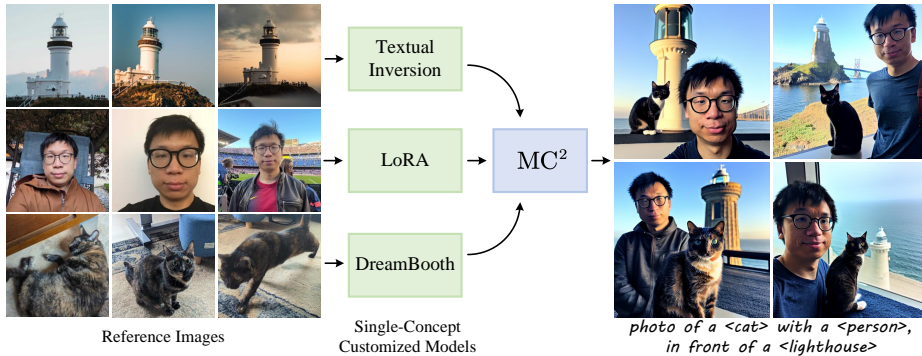 Textual
Inversion
LoRA
MC²
DreamBooth
Reference Images
Single-Concept
Customized Models
photo of a <cat> with a <person>,
in front of a <lighthouse>